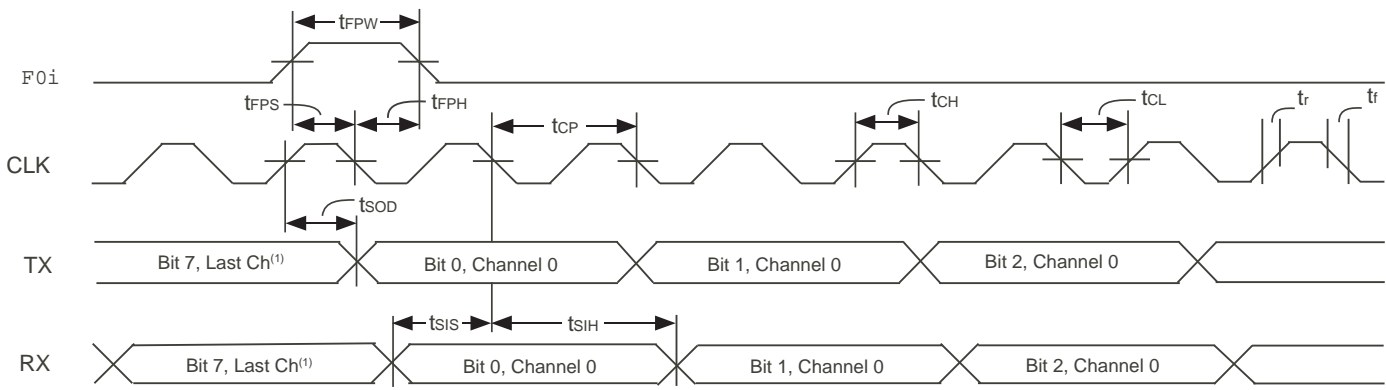 tFPW
F0i
tFPS
tFPH
tCP
tCH
tCL
tr
tf
CLK
tSOD
TX
Bit 7, Last Ch(1)
Bit 0, Channel 0
Bit 1, Channel 0
Bit 2, Channel 0
tSIS
tSIH
RX
Bit 7, Last Ch(1)
Bit 0, Channel 0
Bit 1, Channel 0
Bit 2, Channel 0